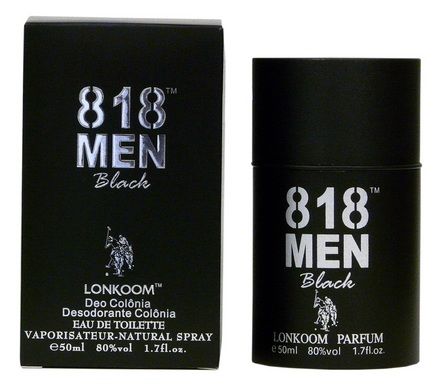 818™
MEN
Black
LONKOOM™
Deo Colônia
Desodorante Colônia
EAU DE TOILETTE
VAPORISATEUR-NATURAL SPRAY
℮50ml 80%vol 1.7fl.oz.
818™
MEN
Black
LONKOOM PARFUM
℮50ml 80%vol 1.7fl.oz.